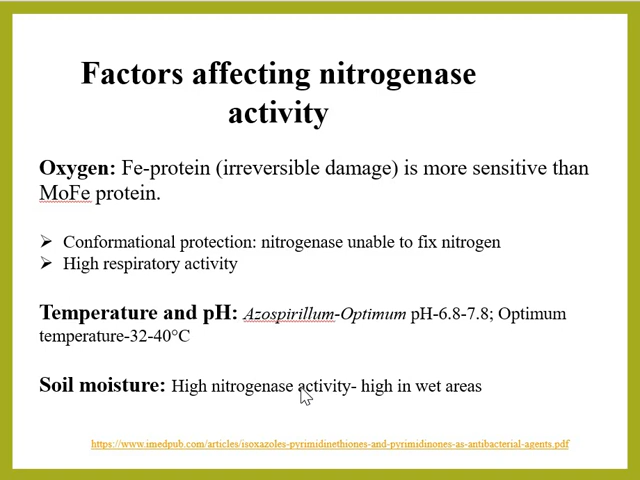 Factors affecting nitrogenase
activity
Oxygen: Fe-protein (irreversible damage) is more sensitive than
MoFe protein.
➢ Conformational protection: nitrogenase unable to fix nitrogen
➢ High respiratory activity
Temperature and pH: Azospirillum-Optimum pH-6.8-7.8; Optimum
temperature-32-40°C
Soil moisture: High nitrogenase activity- high in wet areas
https://www.imedpub.com/articles/isoxazoles-pyrimidinethiones-and-pyrimidinones-as-antibacterial-agents.pdf